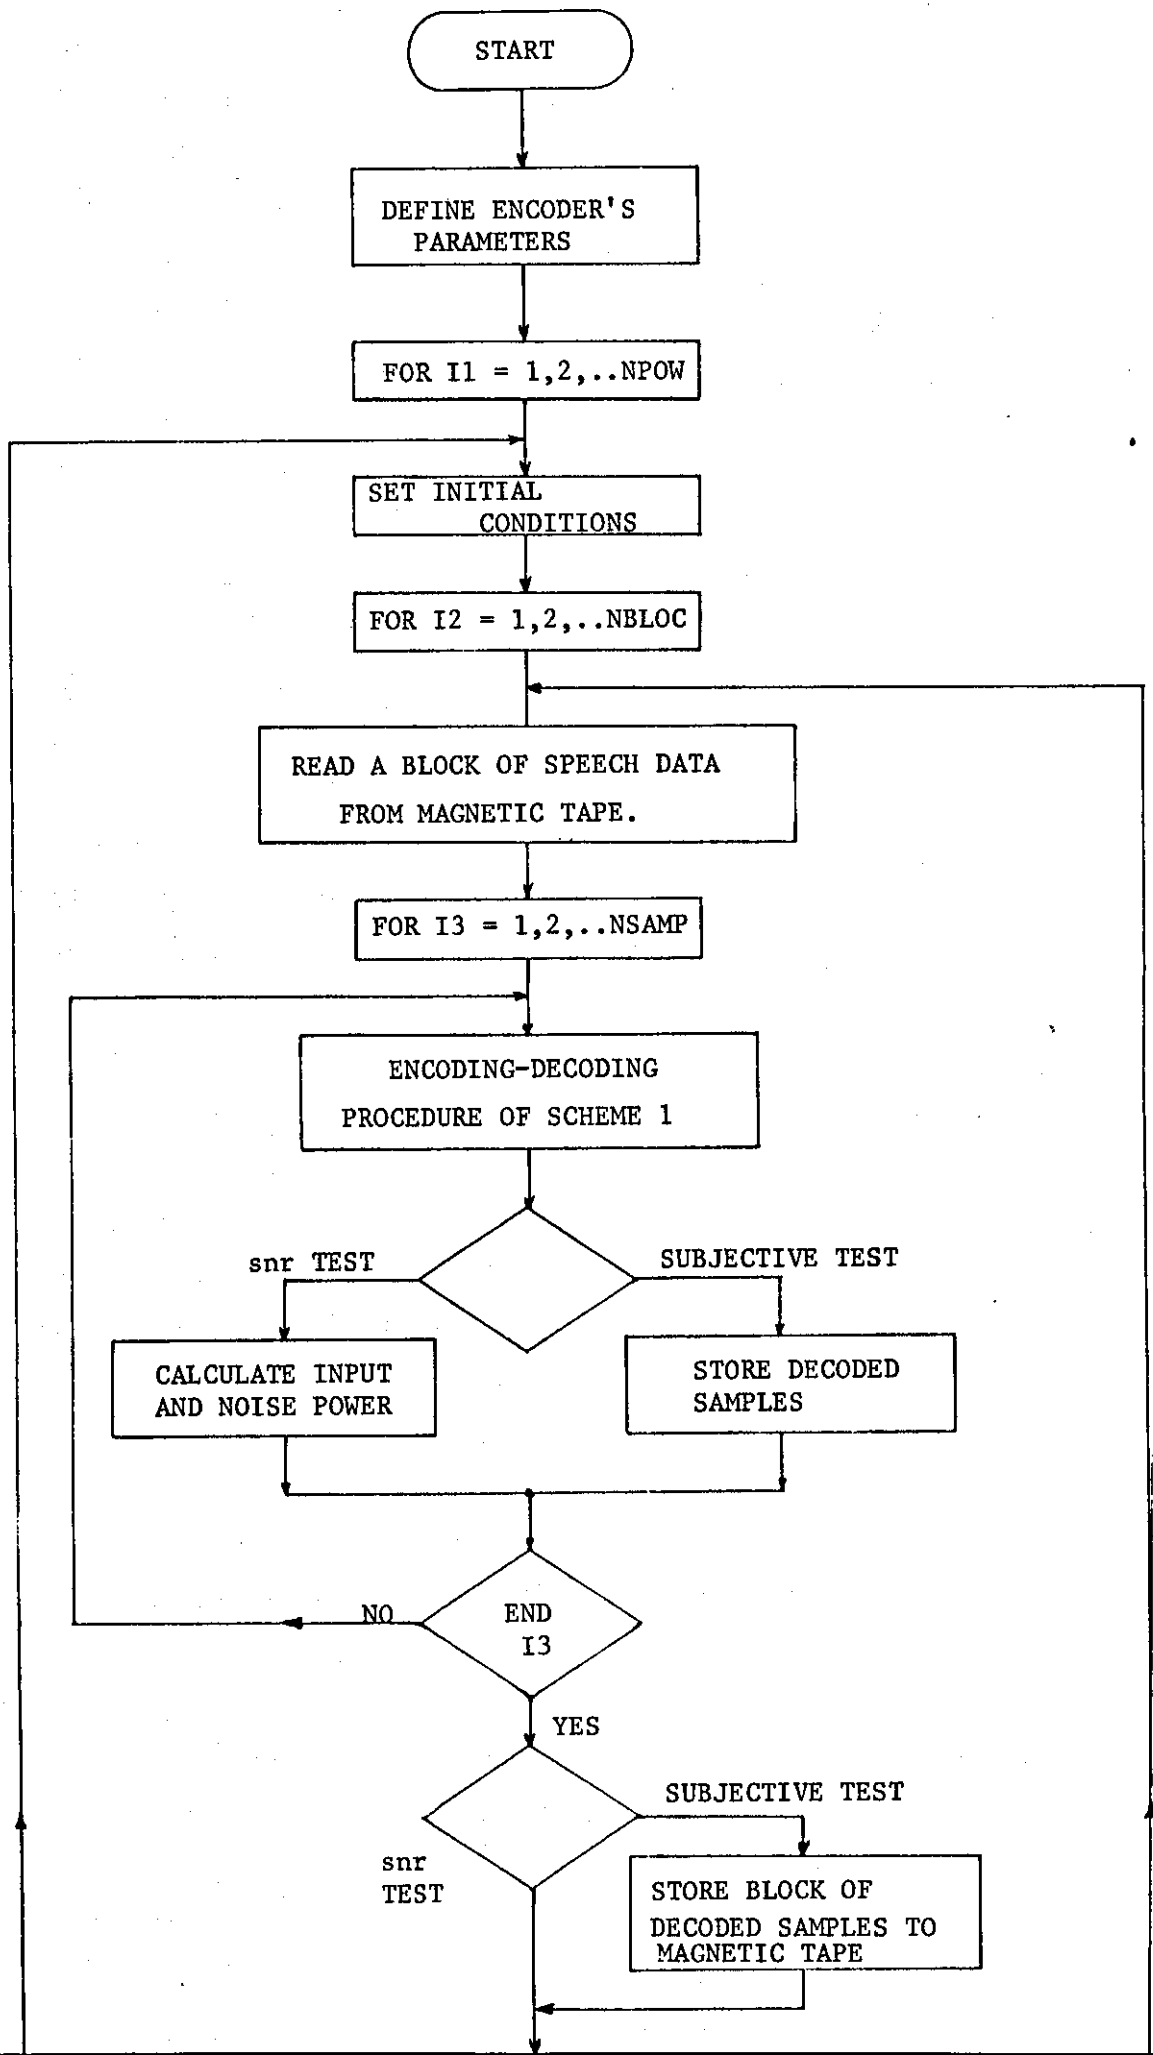 START
DEFINE ENCODER'S
PARAMETERS
FOR I1 = 1,2,..NPOW
SET INITIAL
CONDITIONS
FOR I2 = 1,2,..NBLOC
READ A BLOCK OF SPEECH DATA
FROM MAGNETIC TAPE.
FOR I3 = 1,2,..NSAMP
ENCODING-DECODING
PROCEDURE OF SCHEME 1
snr TEST
SUBJECTIVE TEST
CALCULATE INPUT
AND NOISE POWER
STORE DECODED
SAMPLES
NO
END
I3
YES
SUBJECTIVE TEST
snr
TEST
STORE BLOCK OF
DECODED SAMPLES TO
MAGNETIC TAPE